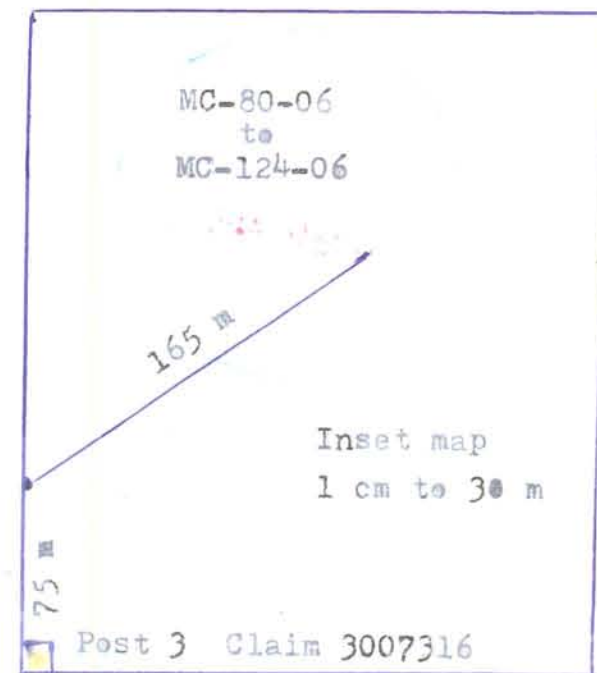 MC-80-06
to
MC-124-06
165 m
Inset map
1 cm to 30 m
75 m
Post 3 Claim 3007316